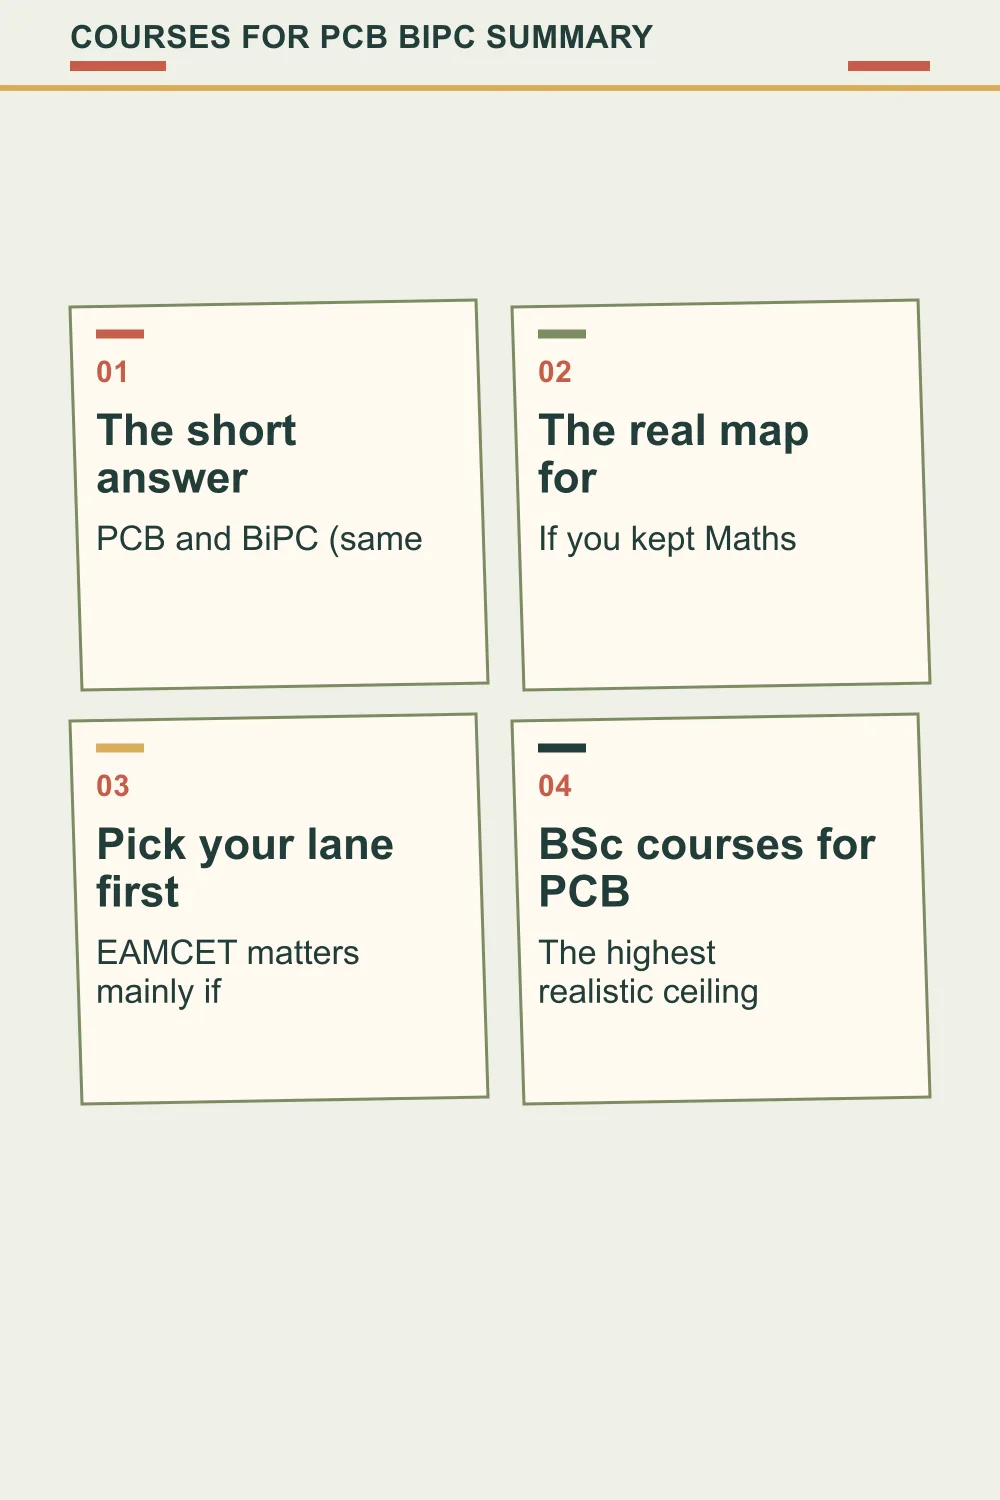 COURSES FOR PCB BIPC SUMMARY
01
The short
answer
PCB and BiPC (same
02
The real map
for
If you kept Maths
03
Pick your lane
first
EAMCET matters
mainly if
04
BSc courses for
PCB
The highest
realistic ceiling